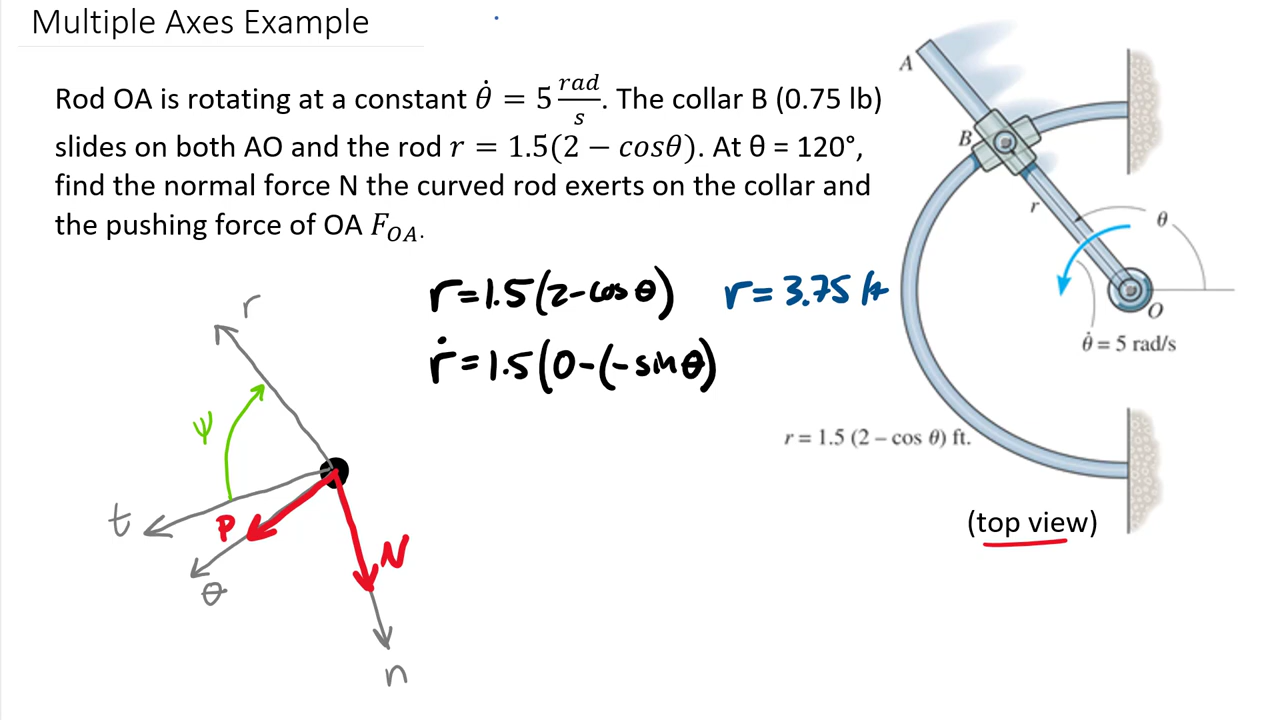 Multiple Axes Example
Rod OA is rotating at a constant θ̇ = 5 rad/s. The collar B (0.75 lb)
slides on both AO and the rod r = 1.5(2 − cosθ). At θ = 120°,
find the normal force N the curved rod exerts on the collar and
the pushing force of OA F_OA.
r=1.5(2-cos θ) r= 3.75 ft
ṙ=1.5(0-(-sin θ)
r
ψ
t
P
θ
N
n
A
B
r
θ
O
θ̇ = 5 rad/s
r = 1.5 (2 – cos θ) ft.
(top view)